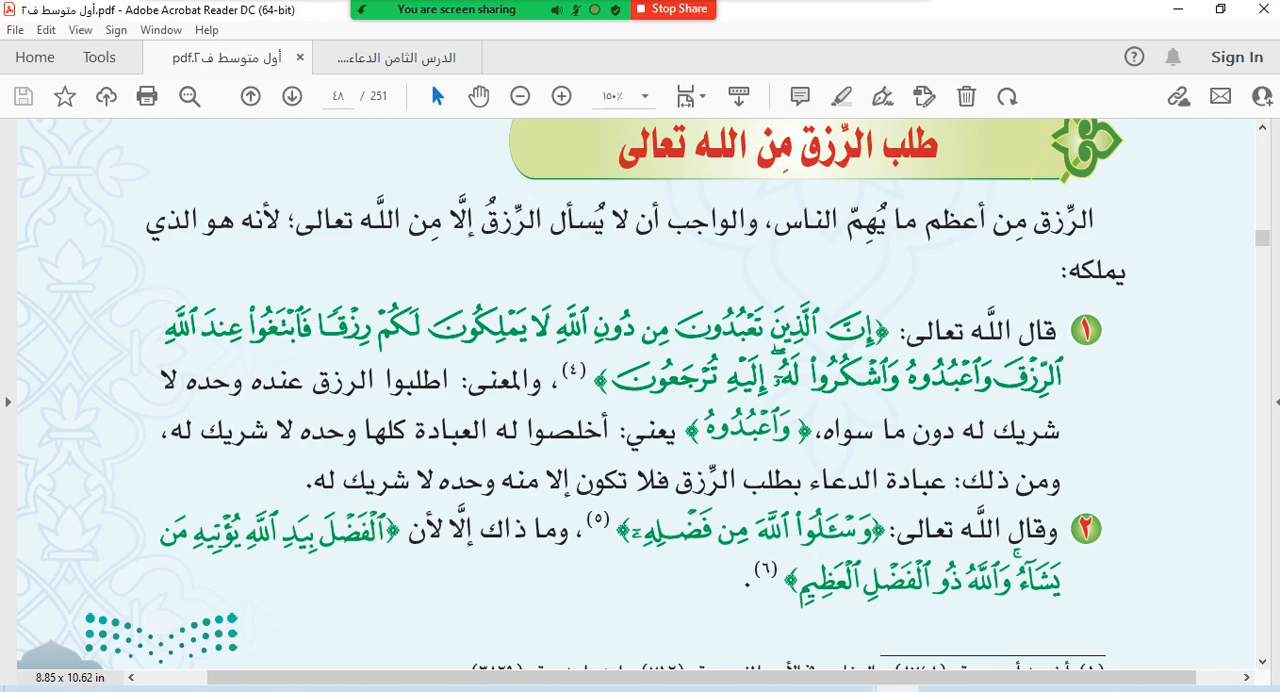 أول متوسط ف٢.pdf - Adobe Acrobat Reader DC (64-bit)
You are screen sharing
Stop Share
File Edit View Sign Window Help
Home Tools أول متوسط ف٢.pdf × الدرس الثامن الدعاء.... Sign In
٤٨ / 251 ١٥٠٪
طلب الرِّزق مِن اللـه تعالى
الرِّزق مِن أعظم ما يُهِمّ الناس، والواجب أن لا يُسأل الرِّزقُ إلَّا مِن اللَّه تعالى؛ لأنه هو الذي
يملكه:
١ قال اللَّه تعالى: ﴿إِنَّ ٱلَّذِينَ تَعۡبُدُونَ مِن دُونِ ٱللَّهِ لَا يَمۡلِكُونَ لَكُمۡ رِزۡقٗا فَٱبۡتَغُواْ عِندَ ٱللَّهِ
ٱلرِّزۡقَ وَٱعۡبُدُوهُ وَٱشۡكُرُواْ لَهُۥٓۖ إِلَيۡهِ تُرۡجَعُونَ﴾(٤)، والمعنى: اطلبوا الرزق عنده وحده لا
شريك له دون ما سواه، ﴿وَٱعۡبُدُوهُ﴾ يعني: أخلصوا له العبادة كلها وحده لا شريك له،
ومن ذلك: عبادة الدعاء بطلب الرِّزق فلا تكون إلا منه وحده لا شريك له.
٢ وقال اللَّه تعالى: ﴿وَسۡـَٔلُواْ ٱللَّهَ مِن فَضۡلِهِۦٓ﴾(٥)، وما ذاك إلَّا لأن ﴿ٱلۡفَضۡلَ بِيَدِ ٱللَّهِ يُؤۡتِيهِ مَن
يَشَآءُۚ وَٱللَّهُ ذُو ٱلۡفَضۡلِ ٱلۡعَظِيمِ﴾(٦).
8.85 x 10.62 in